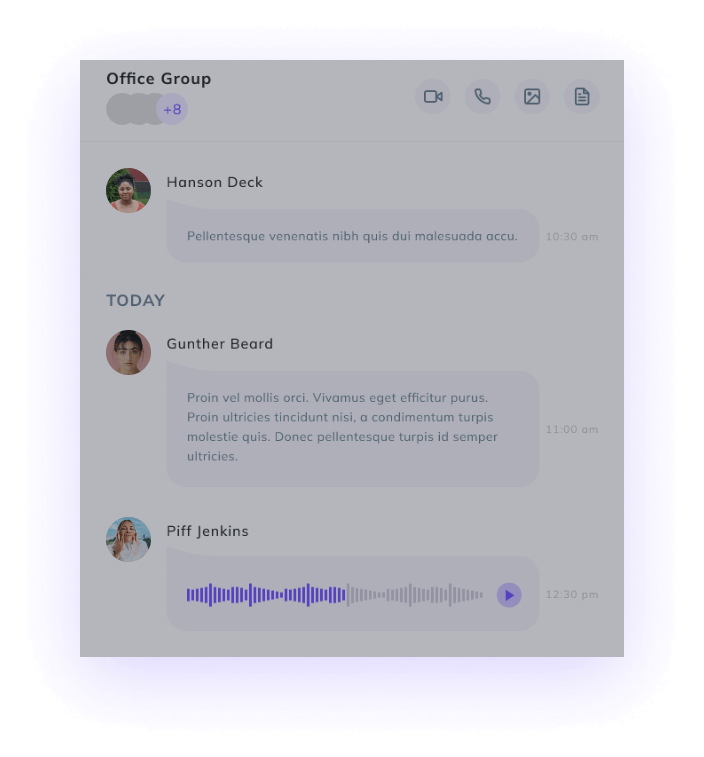 Office Group
+8
Hanson Deck
Pellentesque venenatis nibh quis dui malesuada accu.
10:30 am
TODAY
Gunther Beard
Proin vel mollis orci. Vivamus eget efficitur purus.
Proin ultricies tincidunt nisi, a condimentum turpis
molestie quis. Donec pellentesque turpis id semper
ultricies.
11:00 am
Piff Jenkins
12:30 pm